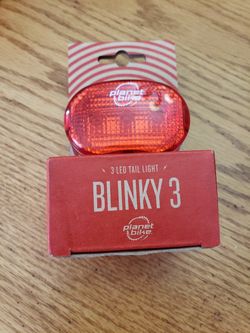 planet
bike
3 LED TAIL LIGHT
BLINKY 3
planet
bike